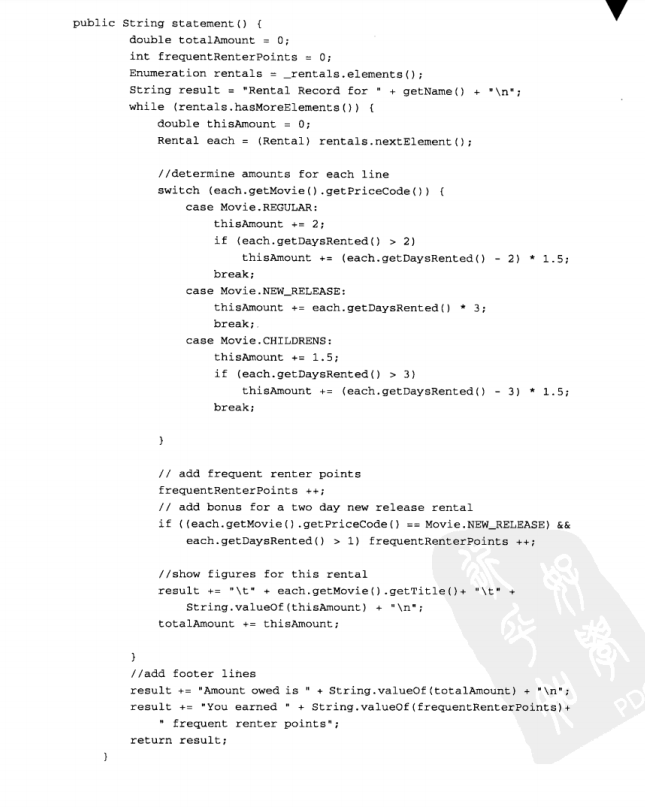 public String statement() {
double totalAmount = 0;
int frequentRenterPoints = 0;
Enumeration rentals = _rentals.elements();
String result = "Rental Record for " + getName() + "\n";
while (rentals.hasMoreElements()) {
double thisAmount = 0;
Rental each = (Rental) rentals.nextElement();
//determine amounts for each line
switch (each.getMovie().getPriceCode()) {
case Movie.REGULAR:
thisAmount += 2;
if (each.getDaysRented() > 2)
thisAmount += (each.getDaysRented() - 2) * 1.5;
break;
case Movie.NEW_RELEASE:
thisAmount += each.getDaysRented() * 3;
break;
case Movie.CHILDRENS:
thisAmount += 1.5;
if (each.getDaysRented() > 3)
thisAmount += (each.getDaysRented() - 3) * 1.5;
break;
}
// add frequent renter points
frequentRenterPoints ++;
// add bonus for a two day new release rental
if ((each.getMovie().getPriceCode() == Movie.NEW_RELEASE) &&
each.getDaysRented() > 1) frequentRenterPoints ++;
//show figures for this rental
result += "\t" + each.getMovie().getTitle()+ "\t" +
String.valueOf(thisAmount) + "\n";
totalAmount += thisAmount;
}
//add footer lines
result += "Amount owed is " + String.valueOf(totalAmount) + "\n";
result += "You earned " + String.valueOf(frequentRenterPoints)+
" frequent renter points";
return result;
}